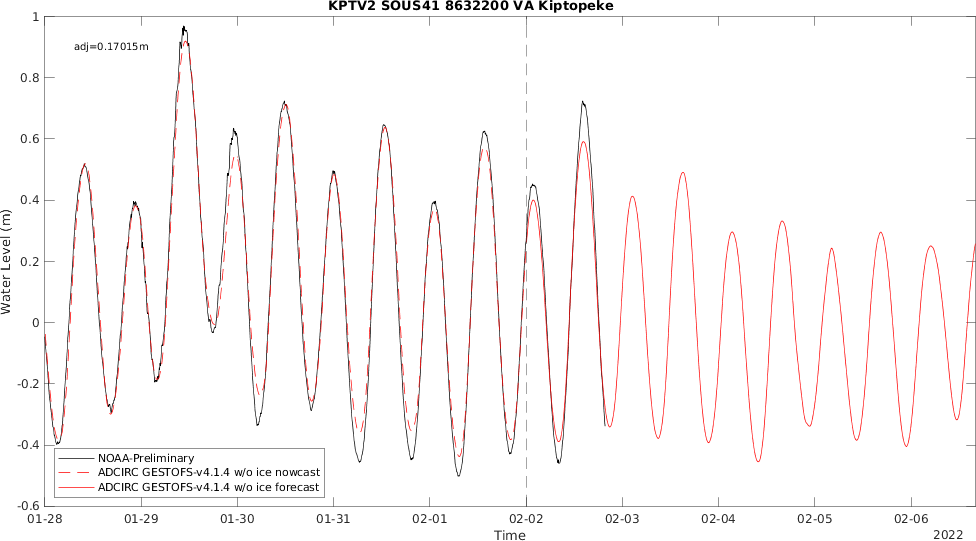 KPTV2 SOUS41 8632200 VA Kiptopeke
adj=0.17015m
1
0.8
0.6
0.4
0.2
0
-0.2
-0.4
-0.6
Water Level (m)
NOAA-Preliminary
ADCIRC GESTOFS-v4.1.4 w/o ice nowcast
ADCIRC GESTOFS-v4.1.4 w/o ice forecast
01-28 01-29 01-30 01-31 02-01 02-02 02-03 02-04 02-05 02-06
Time
2022